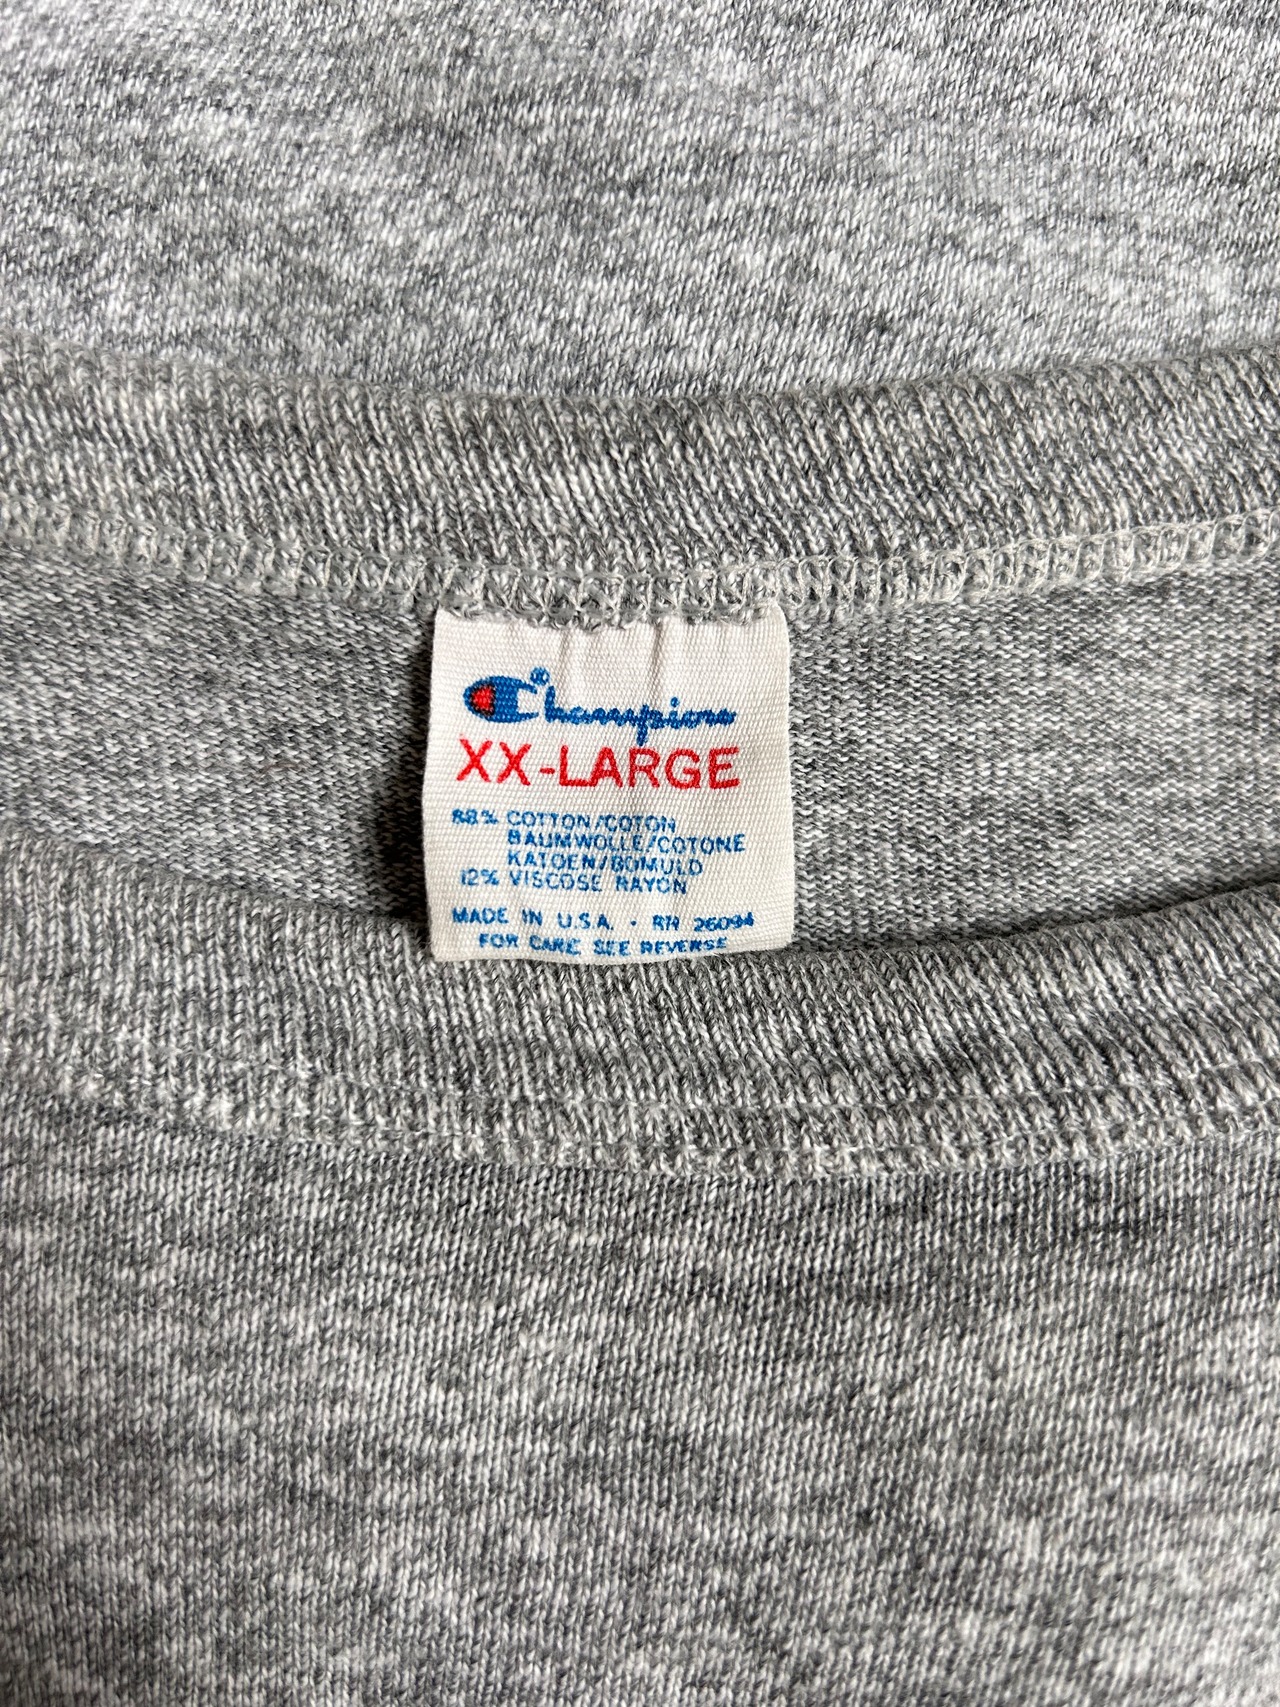 Champion®
XX-LARGE
88% COTTON/COTON
BAUMWOLLE/COTONE
KATOEN/BOMULD
12% VISCOSE RAYON
MADE IN U.S.A. · RN 26094
FOR CARE SEE REVERSE